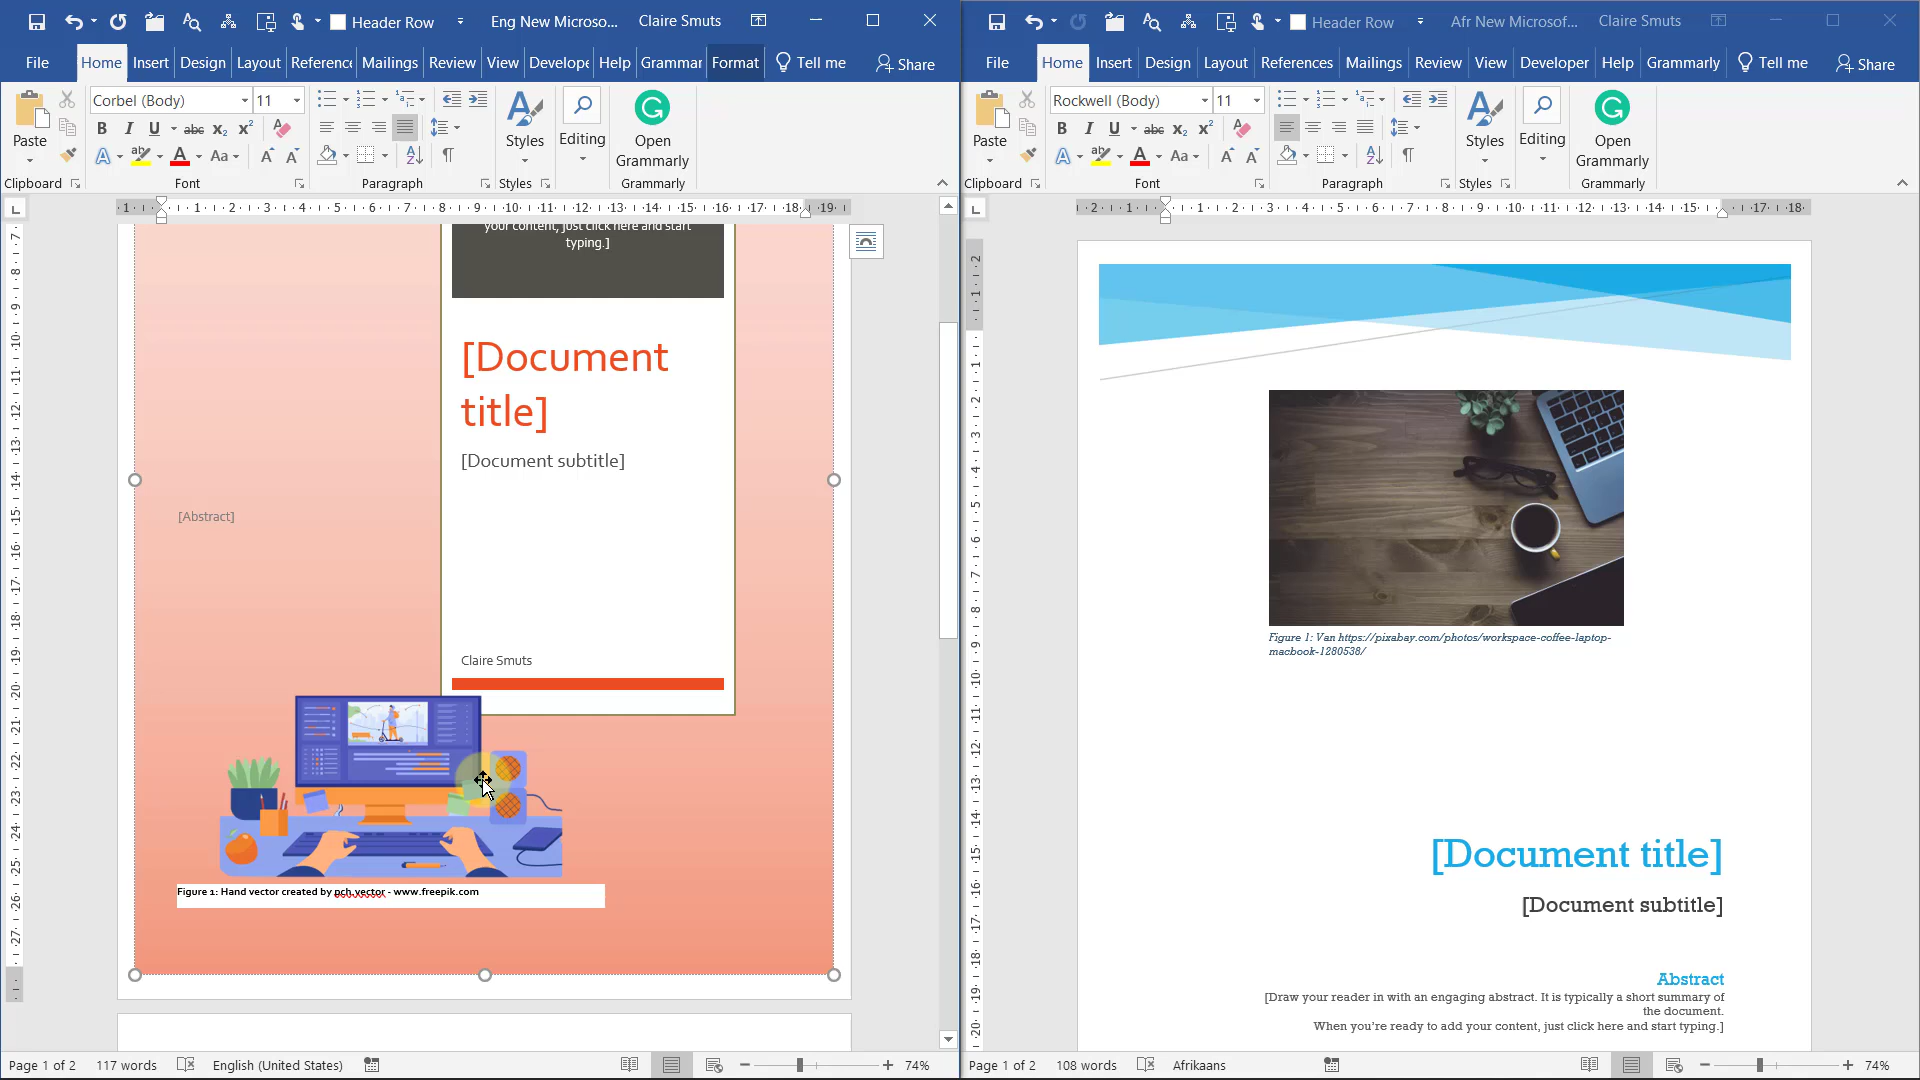 Header Row
Eng New Microso...
Claire Smuts
File
Home
Insert
Design
Layout
Reference
Mailings
Review
View
Develope
Help
Grammar
Format
Tell me
Share
Paste
Corbel (Body)
11
Styles
Editing
Open
Grammarly
Clipboard
Font
Paragraph
Styles
Grammarly
your content, just click here and start
typing.]
[Document
title]
[Document subtitle]
[Abstract]
Claire Smuts
Figure 1: Hand vector created by pch.vector - www.freepik.com
Page 1 of 2
117 words
English (United States)
74%
Header Row
Afr New Microsof...
Claire Smuts
File
Home
Insert
Design
Layout
References
Mailings
Review
View
Developer
Help
Grammarly
Tell me
Share
Paste
Rockwell (Body)
11
Styles
Editing
Open
Grammarly
Clipboard
Font
Paragraph
Styles
Grammarly
Figure 1: Van https://pixabay.com/photos/workspace-coffee-laptop-
macbook-1280538/
[Document title]
[Document subtitle]
Abstract
[Draw your reader in with an engaging abstract. It is typically a short summary of
the document.
When you're ready to add your content, just click here and start typing.]
Page 1 of 2
108 words
Afrikaans
74%